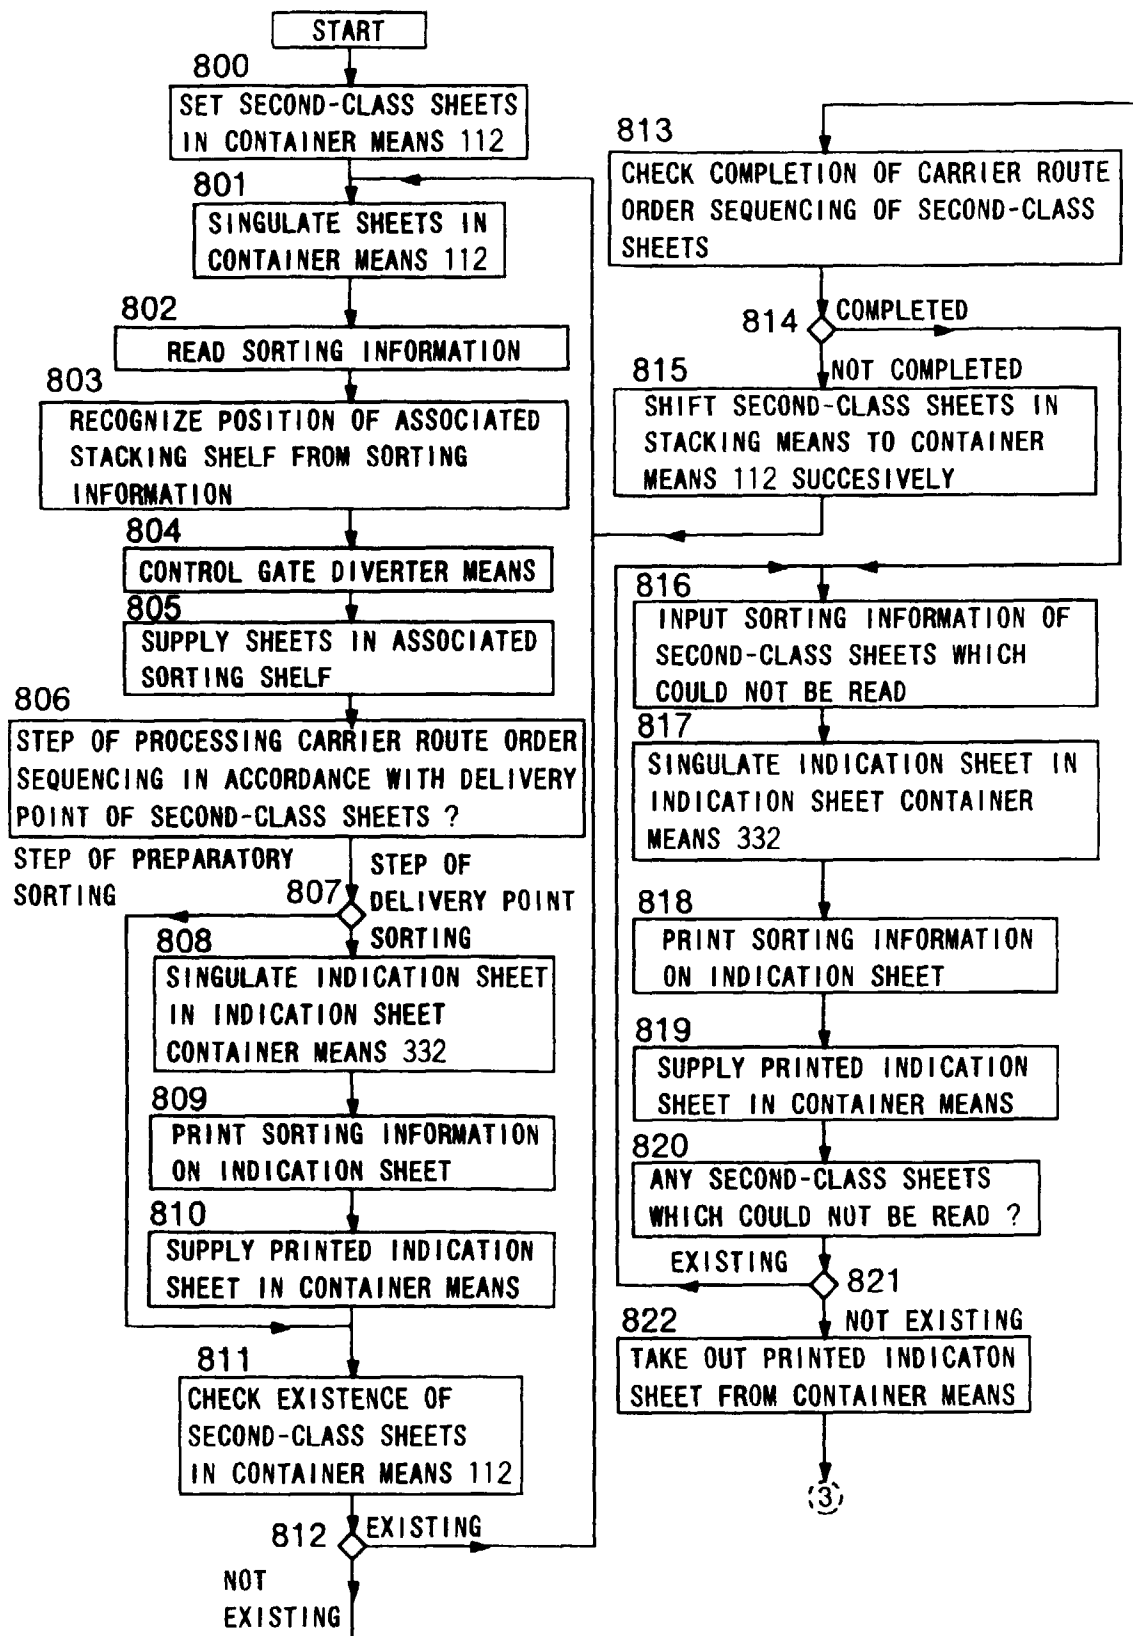 START
800
SET SECOND-CLASS SHEETS
IN CONTAINER MEANS 112
801
SINGULATE SHEETS IN
CONTAINER MEANS 112
802
READ SORTING INFORMATION
803
RECOGNIZE POSITION OF ASSOCIATED
STACKING SHELF FROM SORTING
INFORMATION
804
CONTROL GATE DIVERTER MEANS
805
SUPPLY SHEETS IN ASSOCIATED
SORTING SHELF
806
STEP OF PROCESSING CARRIER ROUTE ORDER
SEQUENCING IN ACCORDANCE WITH DELIVERY
POINT OF SECOND-CLASS SHEETS ?
STEP OF PREPARATORY
SORTING
807
STEP OF
DELIVERY POINT
SORTING
808
SINGULATE INDICATION SHEET
IN INDICATION SHEET
CONTAINER MEANS 332
809
PRINT SORTING INFORMATION
ON INDICATION SHEET
810
SUPPLY PRINTED INDICATION
SHEET IN CONTAINER MEANS
811
CHECK EXISTENCE OF
SECOND-CLASS SHEETS
IN CONTAINER MEANS 112
812
EXISTING
NOT
EXISTING
813
CHECK COMPLETION OF CARRIER ROUTE
ORDER SEQUENCING OF SECOND-CLASS
SHEETS
814
COMPLETED
NOT COMPLETED
815
SHIFT SECOND-CLASS SHEETS IN
STACKING MEANS TO CONTAINER
MEANS 112 SUCCESIVELY
816
INPUT SORTING INFORMATION OF
SECOND-CLASS SHEETS WHICH
COULD NOT BE READ
817
SINGULATE INDICATION SHEET IN
INDICATION SHEET CONTAINER
MEANS 332
818
PRINT SORTING INFORMATION
ON INDICATION SHEET
819
SUPPLY PRINTED INDICATION
SHEET IN CONTAINER MEANS
820
ANY SECOND-CLASS SHEETS
WHICH COULD NOT BE READ ?
EXISTING
821
NOT EXISTING
822
TAKE OUT PRINTED INDICATON
SHEET FROM CONTAINER MEANS
3